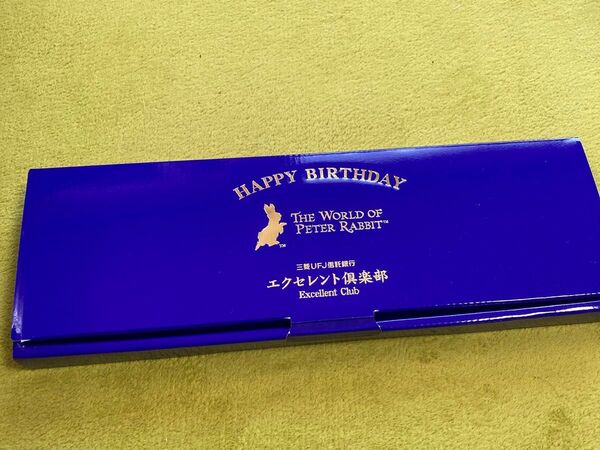 HAPPY BIRTHDAY
THE WORLD OF
PETER RABBIT™
TM
三菱UFJ信託銀行
エクセレント倶楽部
Excellent Club